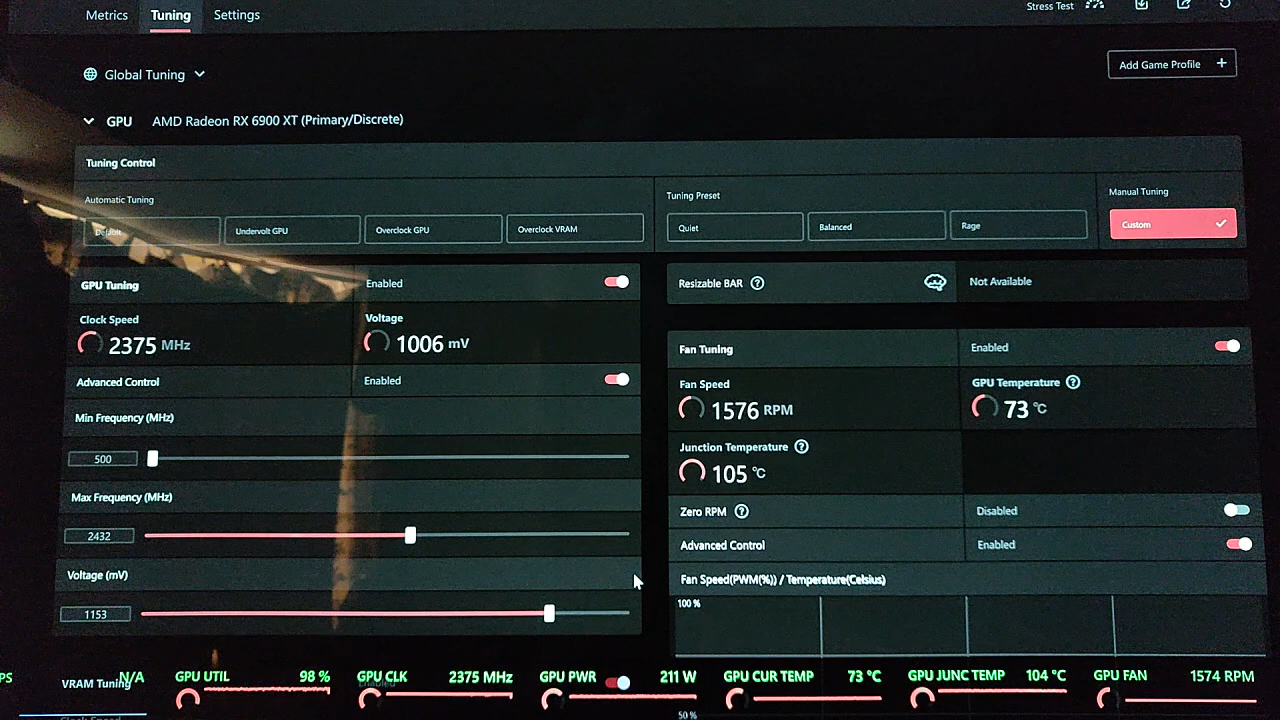 Metrics Tuning Settings Stress Test
Global Tuning Add Game Profile +
GPU AMD Radeon RX 6900 XT (Primary/Discrete)
Tuning Control
Automatic Tuning Tuning Preset Manual Tuning
Default Undervolt GPU Overclock GPU Overclock VRAM Quiet Balanced Rage Custom
GPU Tuning Enabled
Clock Speed Voltage
2375 MHz 1006 mV
Advanced Control Enabled
Min Frequency (MHz)
500
Max Frequency (MHz)
2432
Voltage (mV)
1153
Resizable BAR ? Not Available
Fan Tuning Enabled
Fan Speed GPU Temperature ?
1576 RPM 73 °C
Junction Temperature ?
105 °C
Zero RPM ? Disabled
Advanced Control Enabled
Fan Speed(PWM(%)) / Temperature(Celsius)
100 %
PS N/A GPU UTIL 98 % GPU CLK 2375 MHz GPU PWR 211 W GPU CUR TEMP 73 °C GPU JUNC TEMP 104 °C GPU FAN 1574 RPM
VRAM Tuning Enabled
Clock Speed
50 %